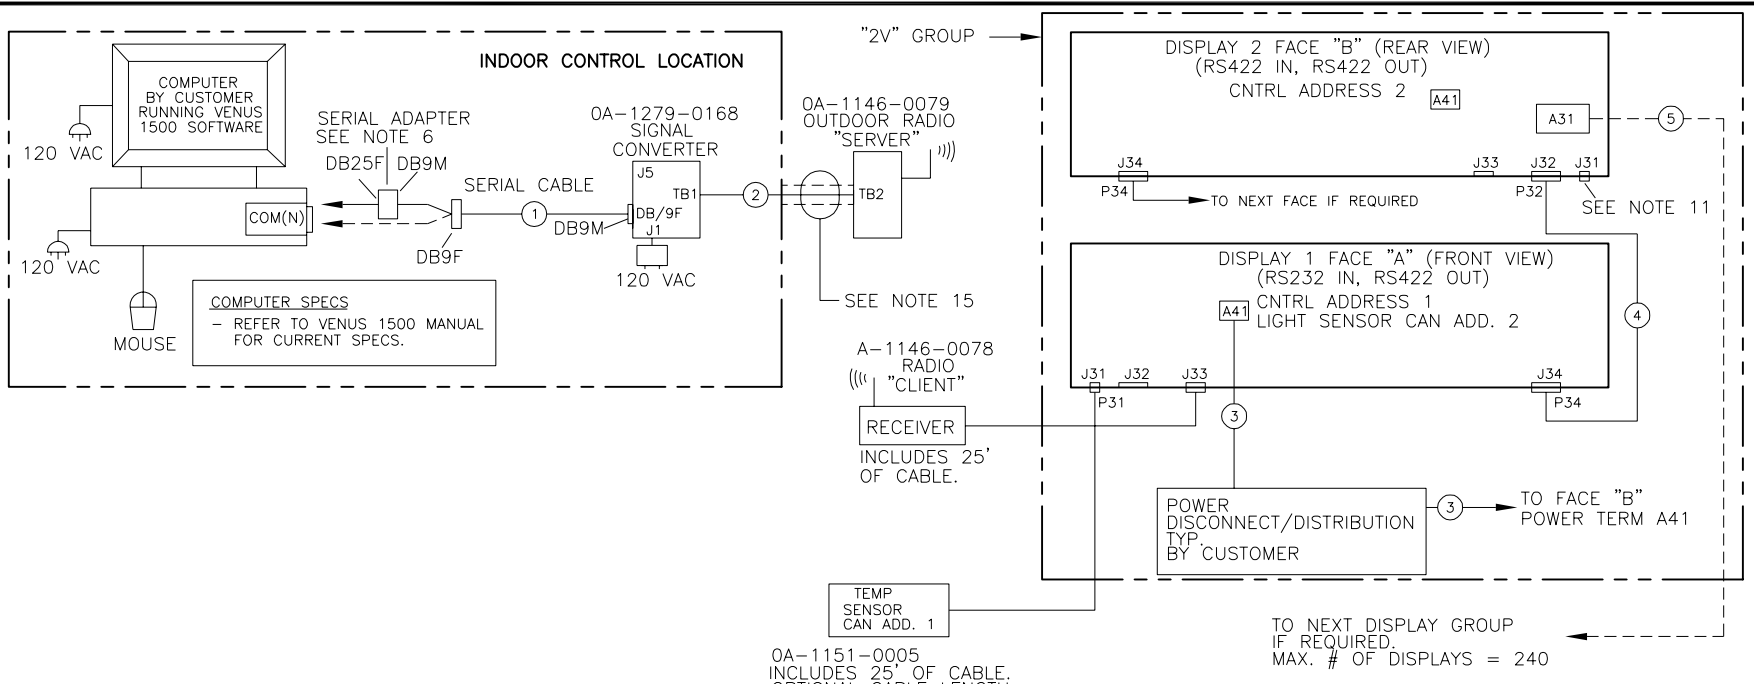 INDOOR CONTROL LOCATION
COMPUTER
BY CUSTOMER
RUNNING VENUS
1500 SOFTWARE
120 VAC
SERIAL ADAPTER
SEE NOTE 6
DB25F
DB9M
COM(N)
120 VAC
MOUSE
SERIAL CABLE
1
DB9F
COMPUTER SPECS
- REFER TO VENUS 1500 MANUAL
FOR CURRENT SPECS.
0A-1279-0168
SIGNAL
CONVERTER
J5
TB1
DB/9F
J1
DB9M
120 VAC
2
0A-1146-0079
OUTDOOR RADIO
"SERVER"
TB2
SEE NOTE 15
A-1146-0078
RADIO
"CLIENT"
RECEIVER
INCLUDES 25'
OF CABLE.
TEMP
SENSOR
CAN ADD. 1
0A-1151-0005
INCLUDES 25' OF CABLE.
OPTIONAL CABLE LENGTH
"2V" GROUP
DISPLAY 2 FACE "B" (REAR VIEW)
(RS422 IN, RS422 OUT)
CNTRL ADDRESS 2
A41
A31
5
J34
J33
J32
J31
P34
P32
TO NEXT FACE IF REQUIRED
SEE NOTE 11
DISPLAY 1 FACE "A" (FRONT VIEW)
(RS232 IN, RS422 OUT)
CNTRL ADDRESS 1
LIGHT SENSOR CAN ADD. 2
A41
4
J31
J32
J33
J34
P31
P34
3
POWER
DISCONNECT/DISTRIBUTION
TYP.
BY CUSTOMER
3
TO FACE "B"
POWER TERM A41
TO NEXT DISPLAY GROUP
IF REQUIRED.
MAX. # OF DISPLAYS = 240